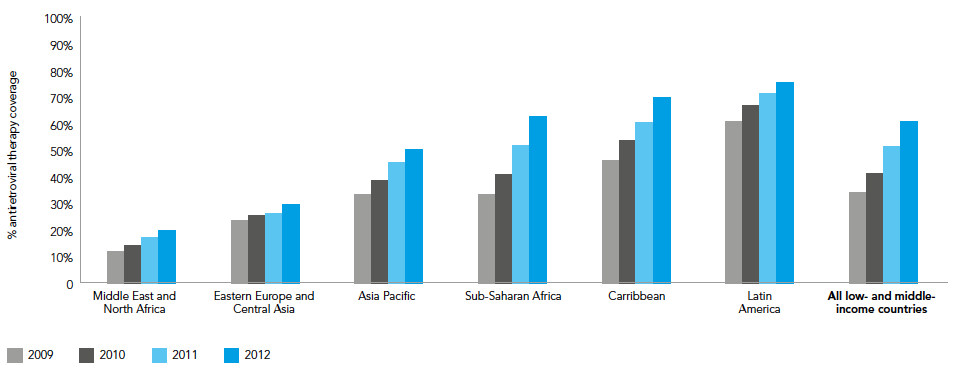 100%
90%
80%
70%
60%
50%
40%
30%
20%
10%
0
% antiretroviral therapy coverage
Middle East and
North Africa
Eastern Europe and
Central Asia
Asia Pacific
Sub-Saharan Africa
Carribbean
Latin
America
All low- and middle-
income countries
2009
2010
2011
2012